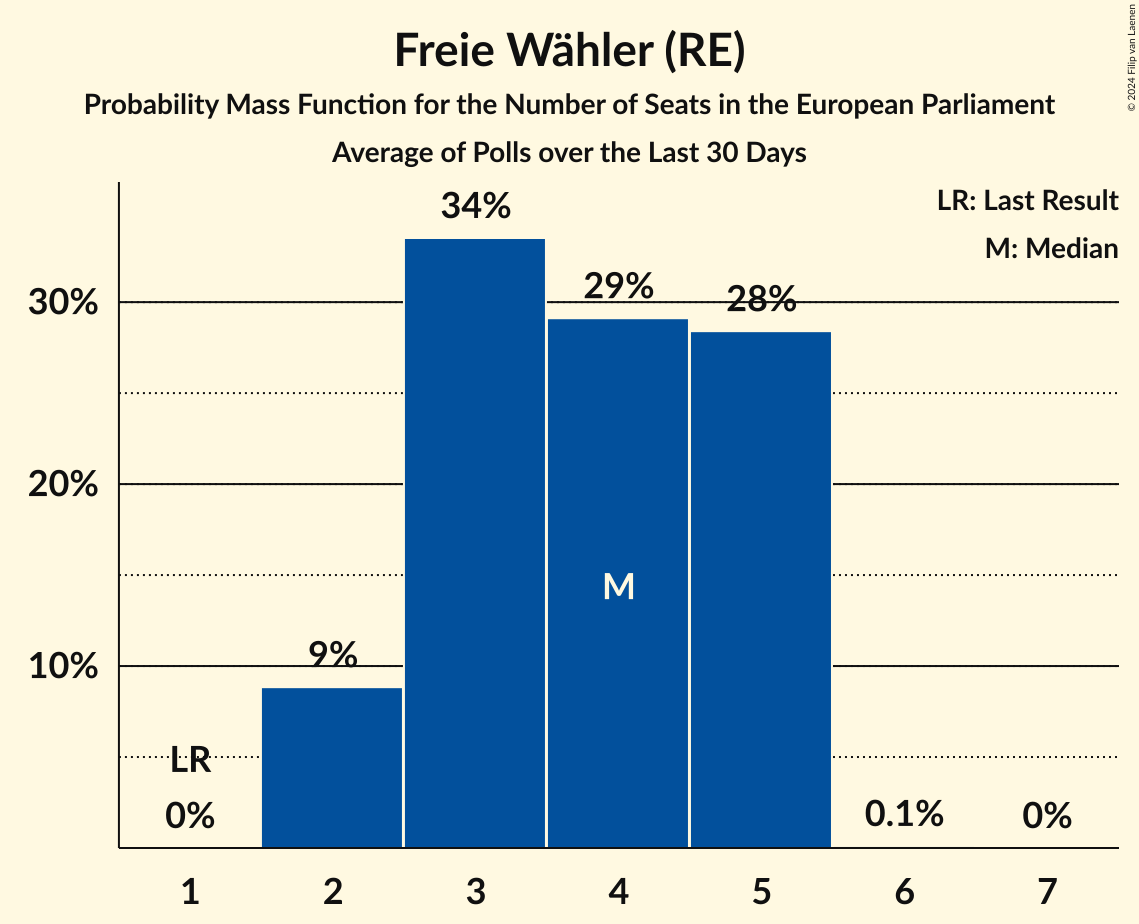 Freie Wähler (RE)
Probability Mass Function for the Number of Seats in the European Parliament
Average of Polls over the Last 30 Days
© 2024 Filip van Laenen
LR: Last Result
M: Median
34%
29%
28%
30%
20%
M
9%
10%
LR
0%
0.1%
0%
1 2 3 4 5 6 7